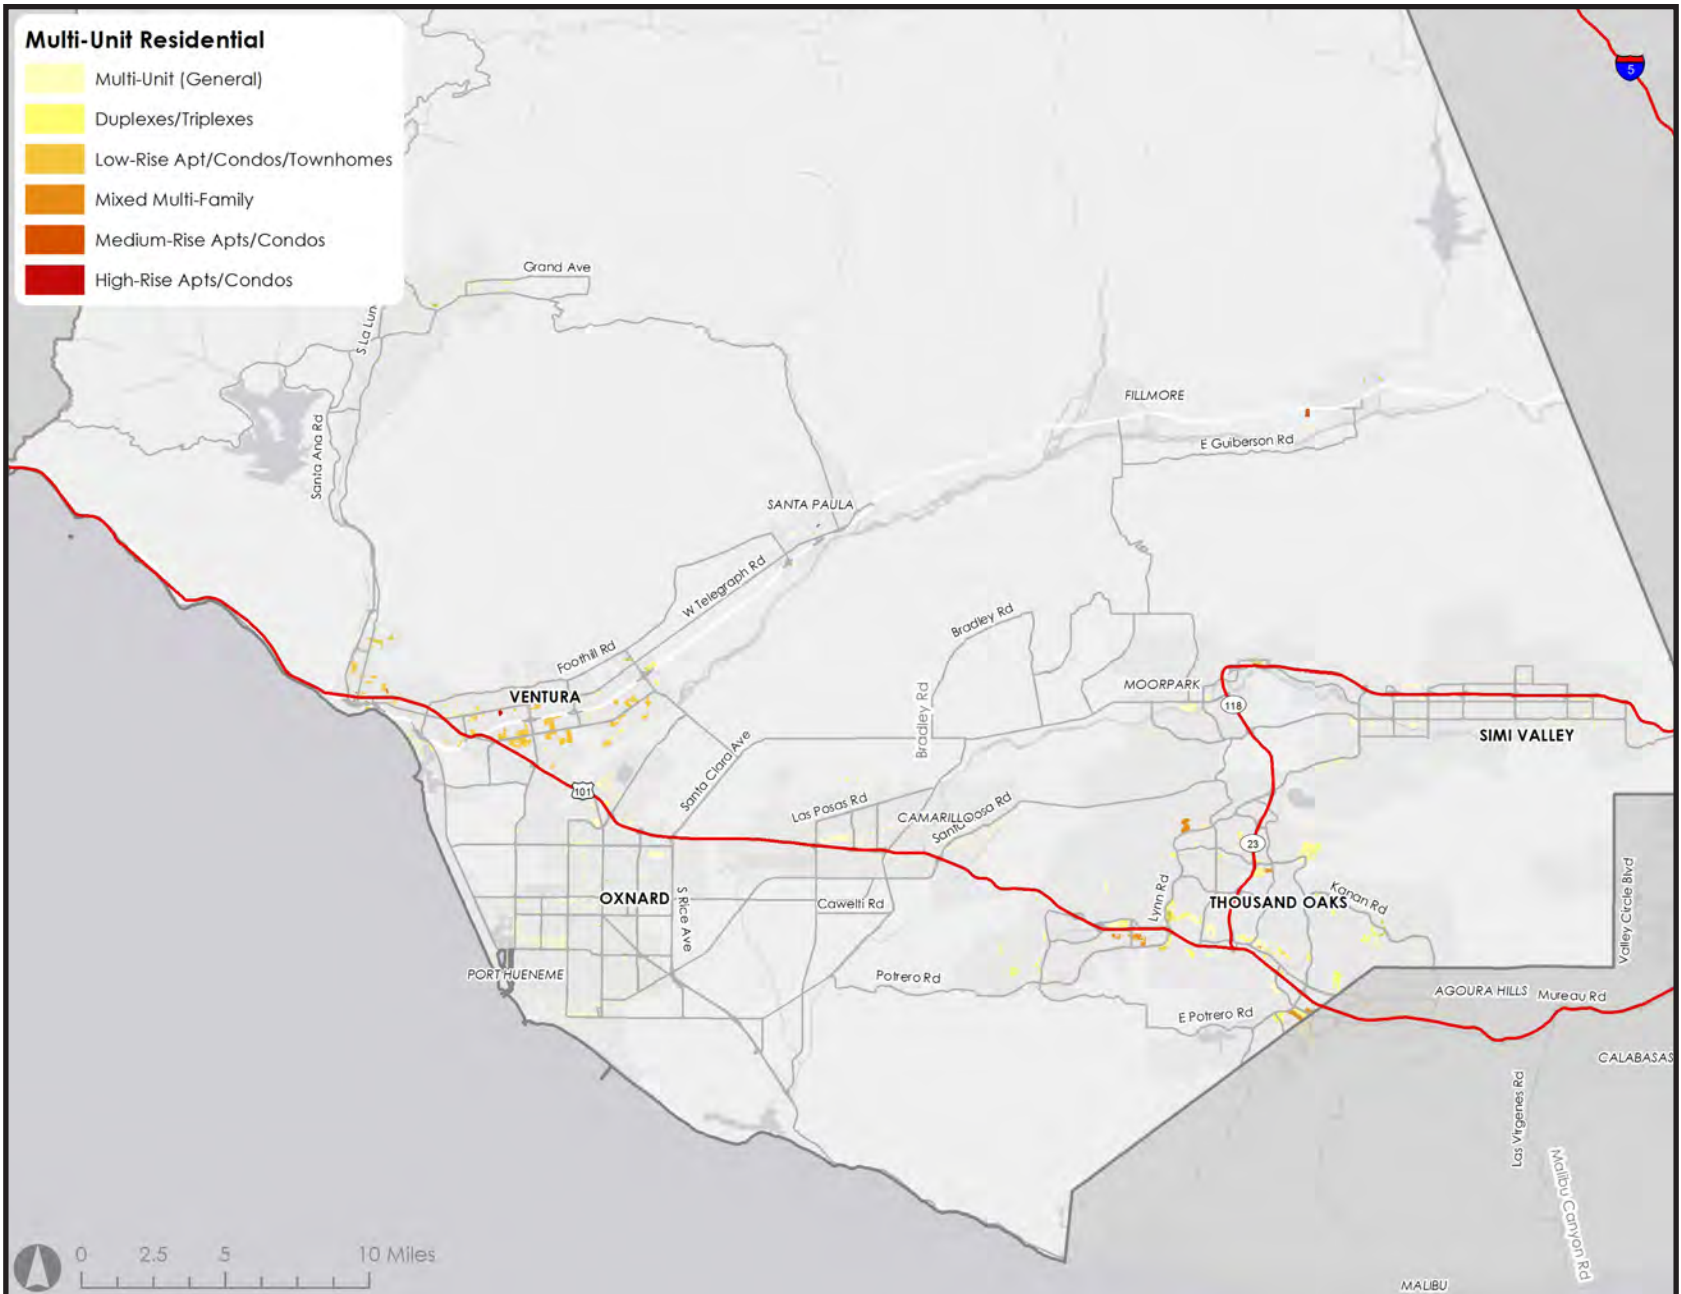 Multi-Unit Residential
Multi-Unit (General)
Duplexes/Triplexes
Low-Rise Apt/Condos/Townhomes
Mixed Multi-Family
Medium-Rise Apts/Condos
High-Rise Apts/Condos
5
Grand Ave
S La Lun
Santa Ana Rd
FILLMORE
E Guiberson Rd
SANTA PAULA
W Telegraph Rd
Foothill Rd
Bradley Rd
VENTURA
Bradley Rd
MOORPARK
118
SIMI VALLEY
Santa Clara Ave
101
Las Posas Rd
CAMARILLO
Santa Rosa Rd
23
OXNARD
S Rice Ave
Cawelti Rd
Lynn Rd
THOUSAND OAKS
Kanan Rd
Valley Circle Blvd
PORT HUENEME
Potrero Rd
E Potrero Rd
AGOURA HILLS
Mureau Rd
CALABASAS
Las Virgenes Rd
Malibu Canyon Rd
MALIBU
0 2.5 5 10 Miles